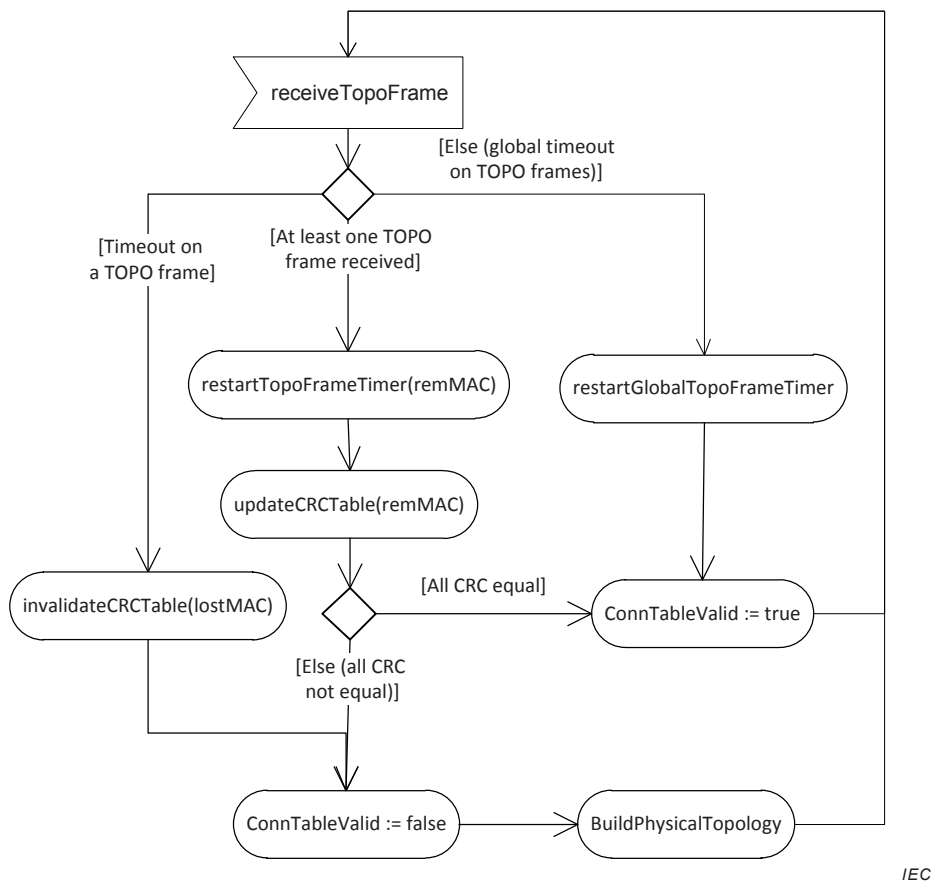 receiveTopoFrame
[Else (global timeout
on TOPO frames)]
[Timeout on
a TOPO frame]
[At least one TOPO
frame received]
restartTopoFrameTimer(remMAC)
restartGlobalTopoFrameTimer
updateCRCTable(remMAC)
[All CRC equal]
invalidateCRCTable(lostMAC)
ConnTableValid := true
[Else (all CRC
not equal)]
ConnTableValid := false
BuildPhysicalTopology
IEC